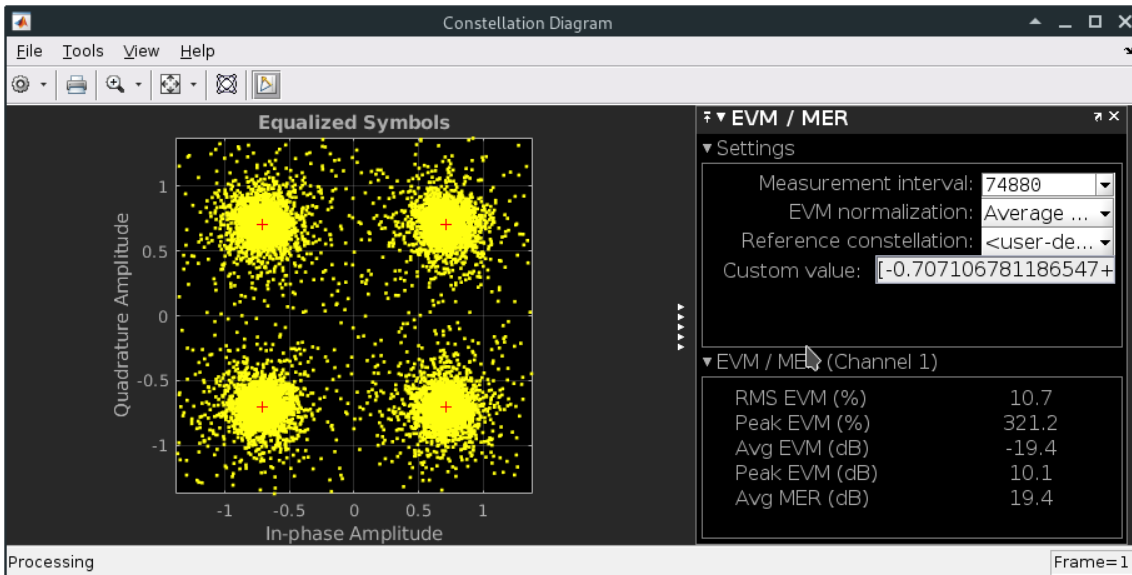 Constellation Diagram
File Tools View Help
Equalized Symbols
1
0.5
0
-0.5
-1
Quadrature Amplitude
-1 -0.5 0 0.5 1
In-phase Amplitude
EVM / MER
Settings
Measurement interval: 74880
EVM normalization: Average ...
Reference constellation: <user-de...
Custom value: [-0.707106781186547+
EVM / MER (Channel 1)
RMS EVM (%) 10.7
Peak EVM (%) 321.2
Avg EVM (dB) -19.4
Peak EVM (dB) 10.1
Avg MER (dB) 19.4
Processing Frame=1